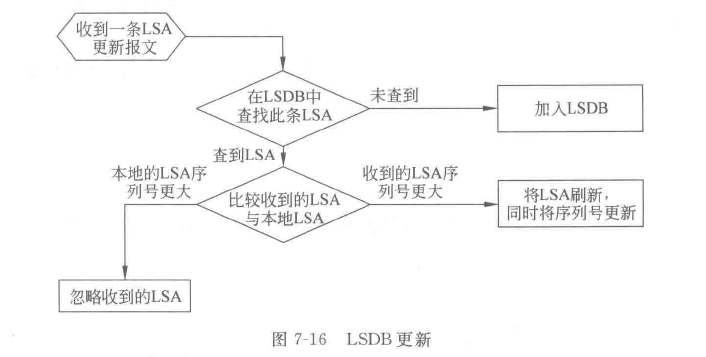 收到一条LSA
更新报文
在LSDB中
查找此条LSA
未查到
加入LSDB
查到LSA
本地的LSA序
列号更大
比较收到的LSA
与本地LSA
收到的LSA序
列号更大
将LSA刷新，
同时将序列号更新
忽略收到的LSA
图 7-16 LSDB 更新